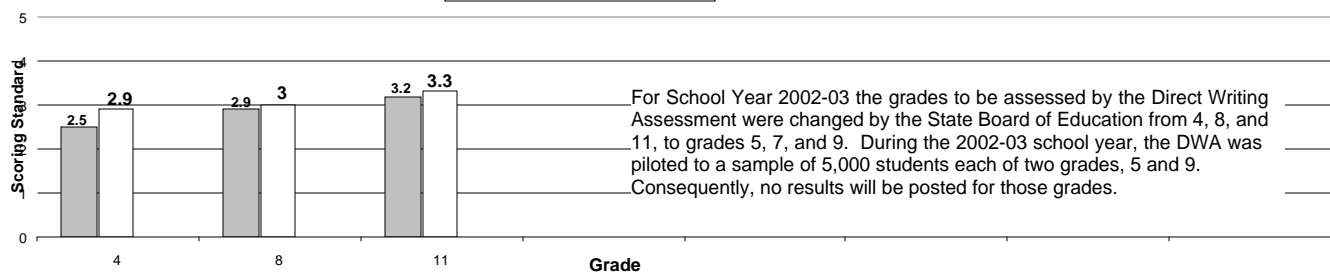 5
4
3
2
1
0
Scoring Standard
2.5
2.9
2.9
3
3.2
3.3
For School Year 2002-03 the grades to be assessed by the Direct Writing
Assessment were changed by the State Board of Education from 4, 8, and
11, to grades 5, 7, and 9.  During the 2002-03 school year, the DWA was
piloted to a sample of 5,000 students each of two grades, 5 and 9.
Consequently, no results will be posted for those grades.
4
8
11
Grade